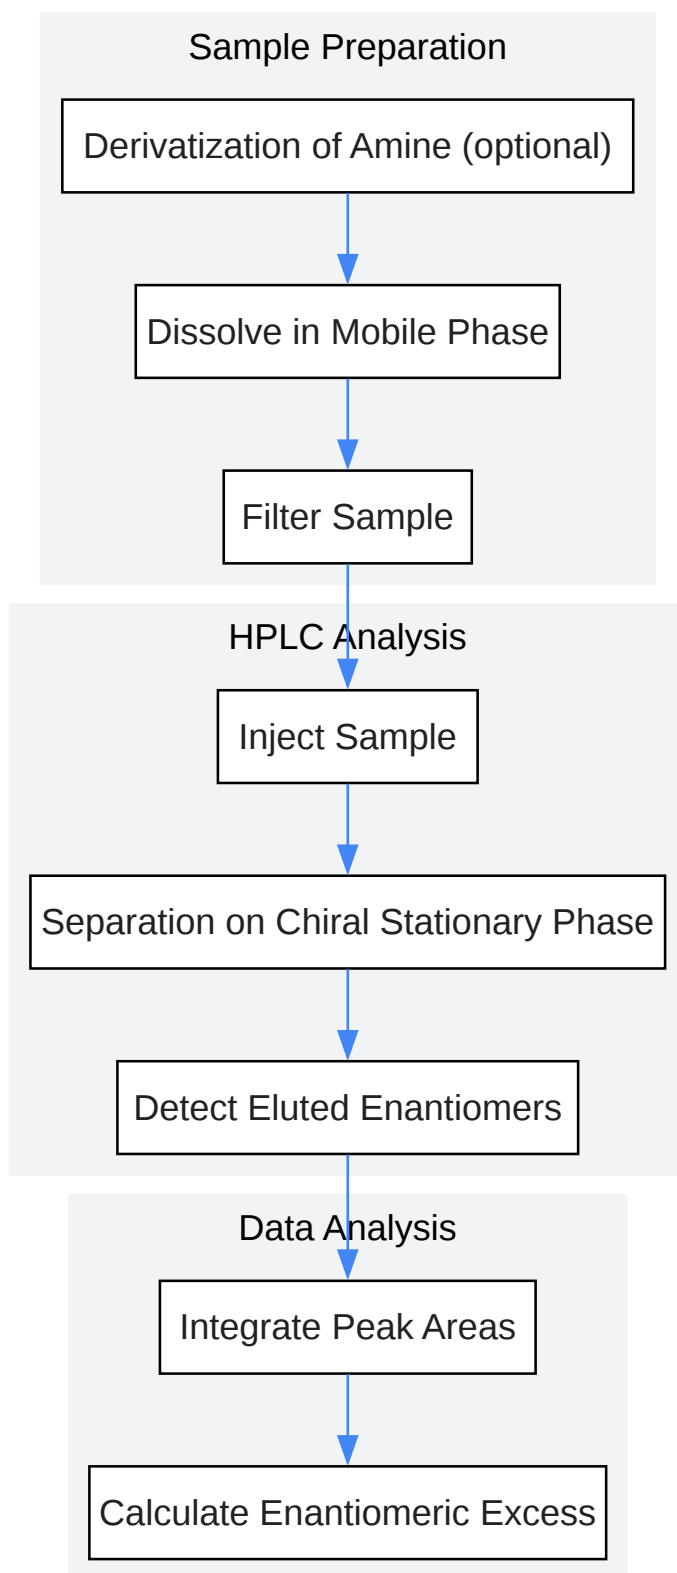 Sample Preparation
Derivatization of Amine (optional)
Dissolve in Mobile Phase
Filter Sample
HPLC Analysis
Inject Sample
Separation on Chiral Stationary Phase
Detect Eluted Enantiomers
Data Analysis
Integrate Peak Areas
Calculate Enantiomeric Excess